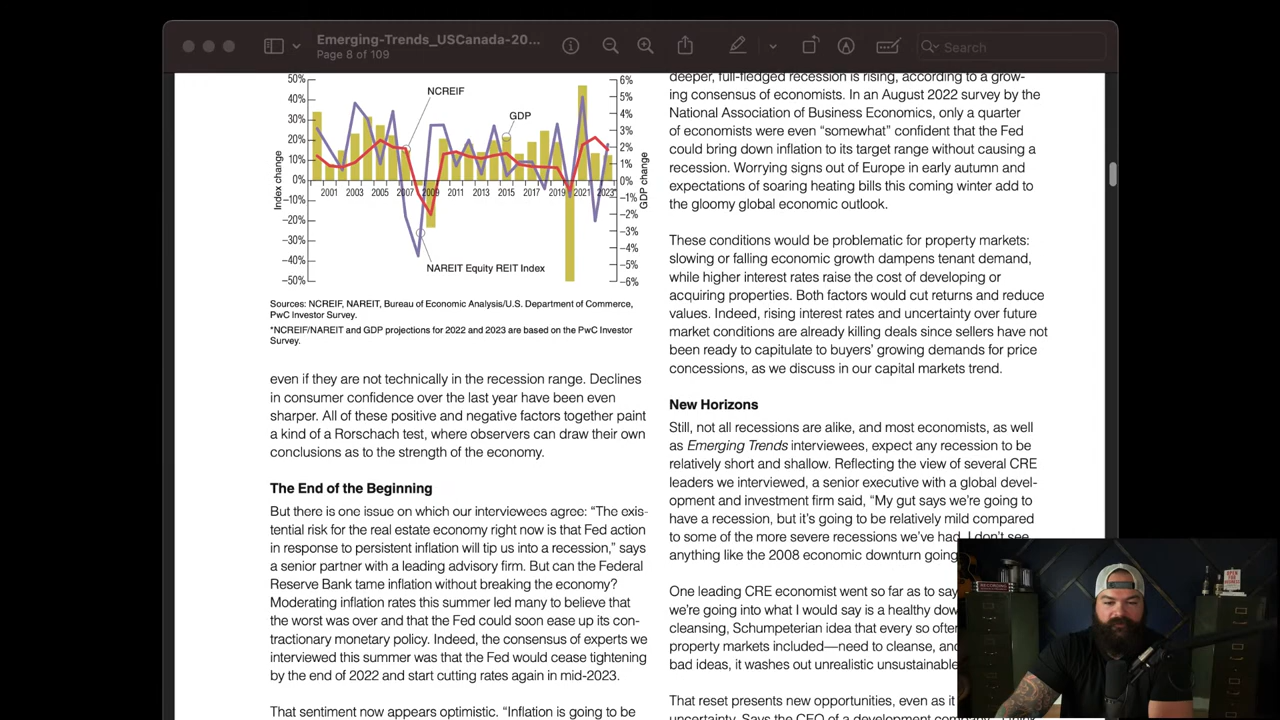 Emerging-Trends_USCanada-20...
Page 8 of 109
Search
50%
40%
30%
20%
10%
0%
-10%
-20%
-30%
-40%
-50%
Index change
NCREIF
GDP
NAREIT Equity REIT Index
2001
2003
2005
2007
2009
2011
2013
2015
2017
2019
2021
2023*
6%
5%
4%
3%
2%
1%
0%
-1%
-2%
-3%
-4%
-5%
-6%
GDP change
Sources: NCREIF, NAREIT, Bureau of Economic Analysis/U.S. Department of Commerce,
PwC Investor Survey.
*NCREIF/NAREIT and GDP projections for 2022 and 2023 are based on the PwC Investor
Survey.
even if they are not technically in the recession range. Declines
in consumer confidence over the last year have been even
sharper. All of these positive and negative factors together paint
a kind of a Rorschach test, where observers can draw their own
conclusions as to the strength of the economy.
The End of the Beginning
But there is one issue on which our interviewees agree: “The exis-
tential risk for the real estate economy right now is that Fed action
in response to persistent inflation will tip us into a recession,” says
a senior partner with a leading advisory firm. But can the Federal
Reserve Bank tame inflation without breaking the economy?
Moderating inflation rates this summer led many to believe that
the worst was over and that the Fed could soon ease up its con-
tractionary monetary policy. Indeed, the consensus of experts we
interviewed this summer was that the Fed would cease tightening
by the end of 2022 and start cutting rates again in mid-2023.
That sentiment now appears optimistic. “Inflation is going to be
deeper, full-fledged recession is rising, according to a grow-
ing consensus of economists. In an August 2022 survey by the
National Association of Business Economics, only a quarter
of economists were even “somewhat” confident that the Fed
could bring down inflation to its target range without causing a
recession. Worrying signs out of Europe in early autumn and
expectations of soaring heating bills this coming winter add to
the gloomy global economic outlook.
These conditions would be problematic for property markets:
slowing or falling economic growth dampens tenant demand,
while higher interest rates raise the cost of developing or
acquiring properties. Both factors would cut returns and reduce
values. Indeed, rising interest rates and uncertainty over future
market conditions are already killing deals since sellers have not
been ready to capitulate to buyers’ growing demands for price
concessions, as we discuss in our capital markets trend.
New Horizons
Still, not all recessions are alike, and most economists, as well
as Emerging Trends interviewees, expect any recession to be
relatively short and shallow. Reflecting the view of several CRE
leaders we interviewed, a senior executive with a global devel-
opment and investment firm said, “My gut says we’re going to
have a recession, but it’s going to be relatively mild compared
to some of the more severe recessions we’ve had. I don’t see
anything like the 2008 economic downturn going
One leading CRE economist went so far as to say
we’re going into what I would say is a healthy dow
cleansing, Schumpeterian idea that every so often
property markets included—need to cleanse, and
bad ideas, it washes out unrealistic unsustainable
That reset presents new opportunities, even as it
uncertainty. Says the CEO of a development company